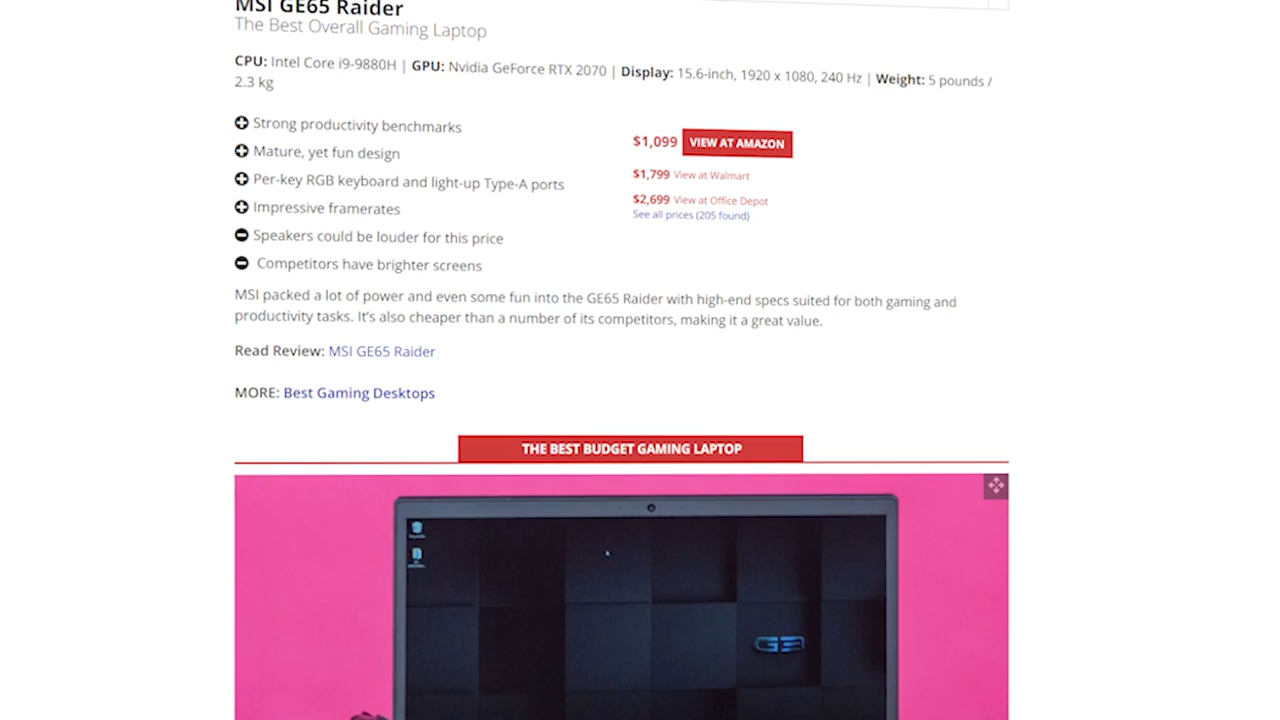 MSI GE65 Raider
The Best Overall Gaming Laptop
CPU: Intel Core i9-9880H | GPU: Nvidia GeForce RTX 2070 | Display: 15.6-inch, 1920 x 1080, 240 Hz | Weight: 5 pounds /
2.3 kg
Strong productivity benchmarks
Mature, yet fun design
Per-key RGB keyboard and light-up Type-A ports
Impressive framerates
Speakers could be louder for this price
Competitors have brighter screens
$1,099 VIEW AT AMAZON
$1,799 View at Walmart
$2,699 View at Office Depot
See all prices (205 found)
MSI packed a lot of power and even some fun into the GE65 Raider with high-end specs suited for both gaming and
productivity tasks. It's also cheaper than a number of its competitors, making it a great value.
Read Review: MSI GE65 Raider
MORE: Best Gaming Desktops
THE BEST BUDGET GAMING LAPTOP